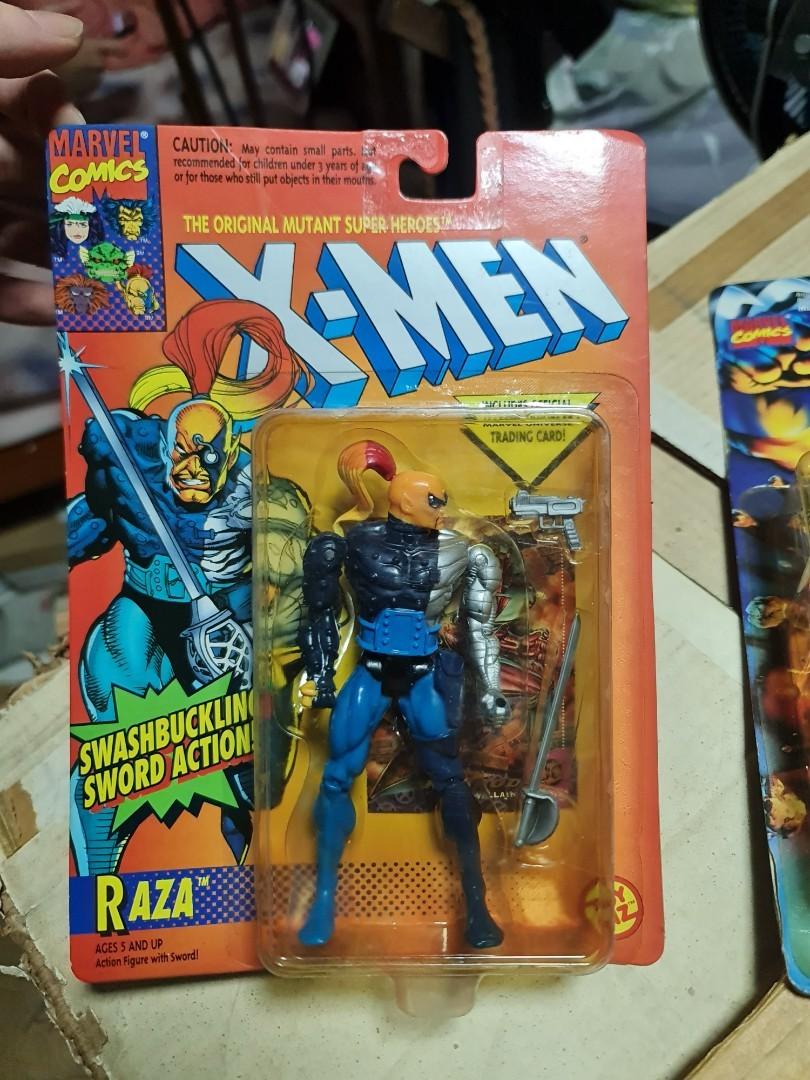 MARVEL®
COMICS
CAUTION: May contain small parts. Not
recommended for children under 3 years of age
or for those who still put objects in their mouths.
THE ORIGINAL MUTANT SUPER HEROES™
X-MEN®
INCLUDES OFFICIAL
MARVEL UNIVERSE
TRADING CARD!
SWASHBUCKLING
SWORD ACTION!
RAZA™
AGES 5 AND UP
Action Figure with Sword!
MARVEL
COMICS